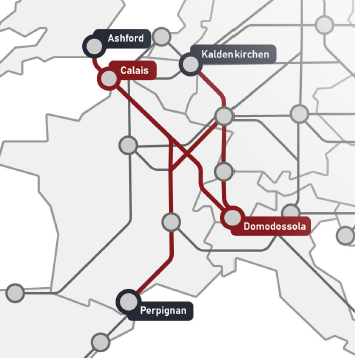 Ashford
Kaldenkirchen
Calais
Domodossola
Perpignan